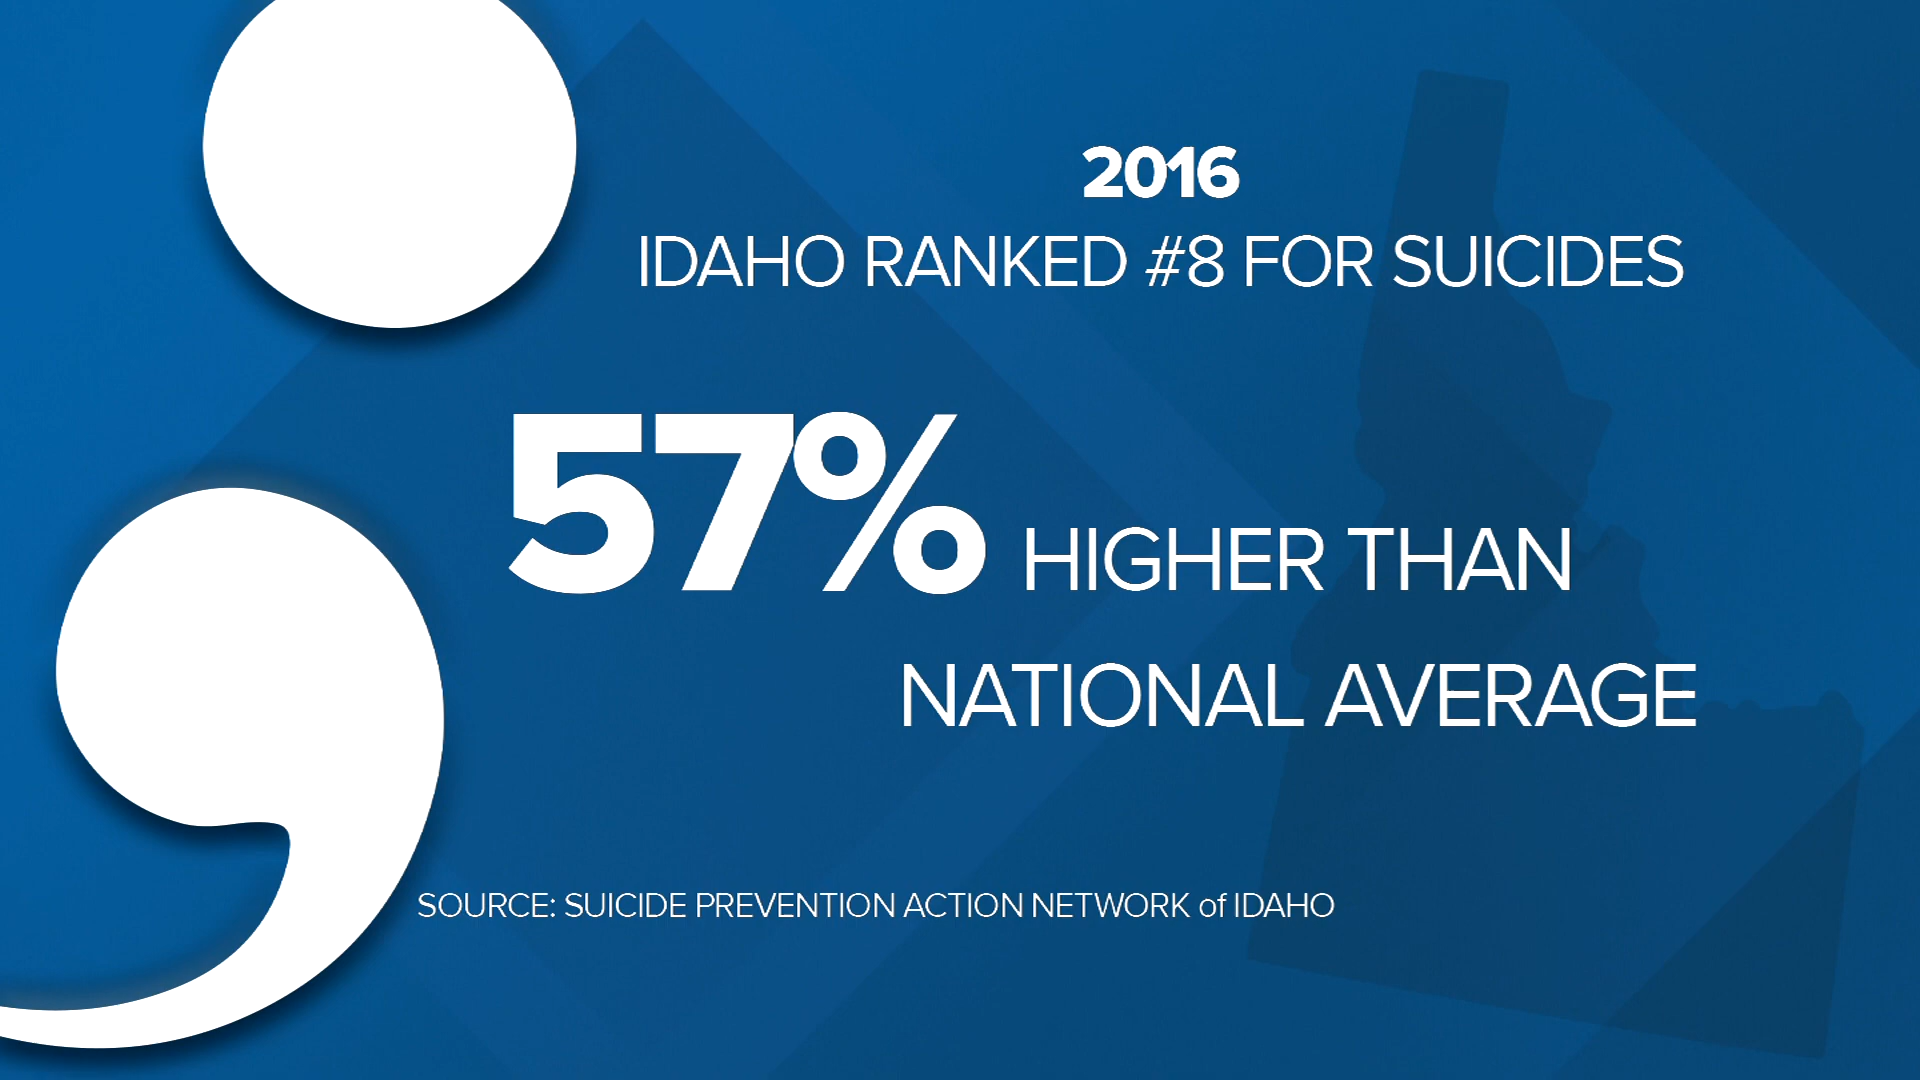 2016
IDAHO RANKED #8 FOR SUICIDES
57% HIGHER THAN
NATIONAL AVERAGE
SOURCE: SUICIDE PREVENTION ACTION NETWORK of IDAHO